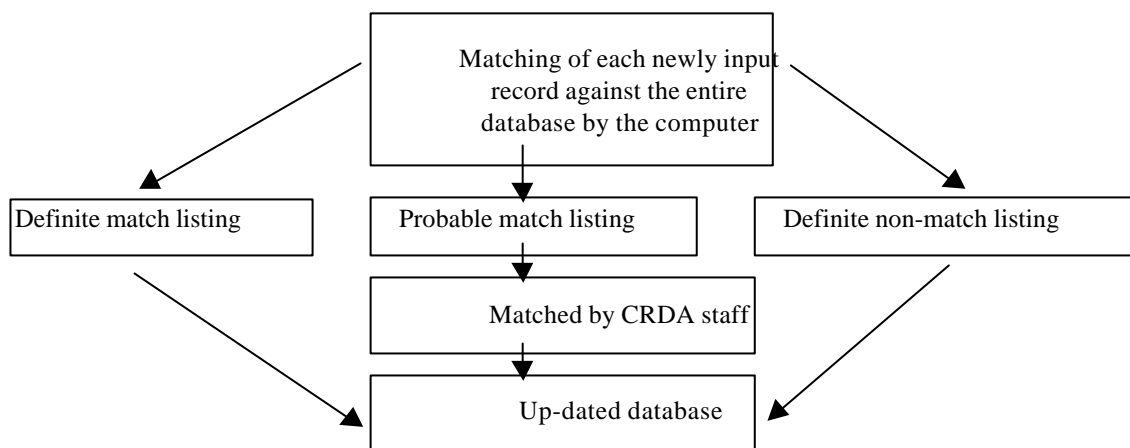 Matching of each newly input
record against the entire
database by the computer
Definite match listing
Probable match listing
Definite non-match listing
Matched by CRDA staff
Up-dated database